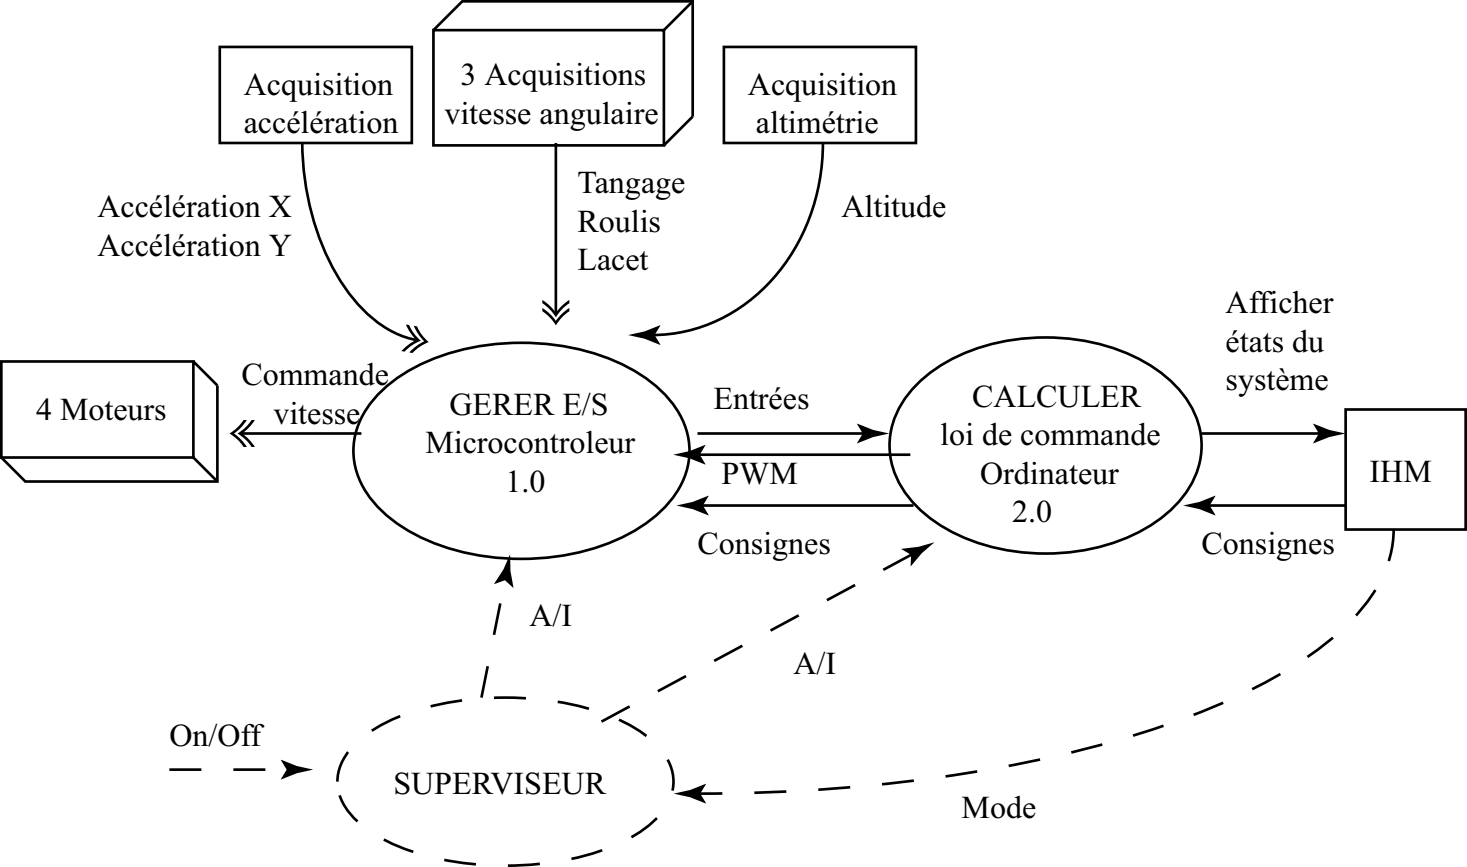 Acquisition
accélération
3 Acquisitions
vitesse angulaire
Acquisition
altimétrie
Accélération X
Accélération Y
Tangage
Roulis
Lacet
Altitude
4 Moteurs
Commande
vitesse
GERER E/S
Microcontroleur
1.0
Entrées
PWM
Consignes
CALCULER
loi de commande
Ordinateur
2.0
Afficher
états du
système
IHM
Consignes
A/I
A/I
On/Off
SUPERVISEUR
Mode